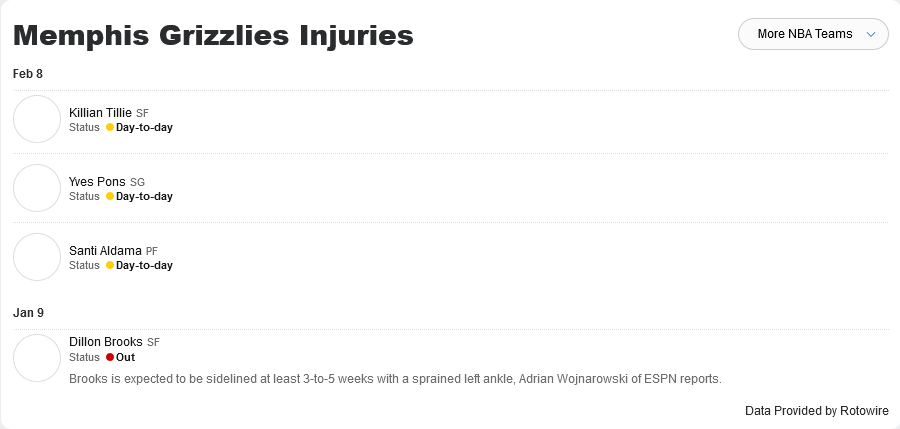 Memphis Grizzlies Injuries
More NBA Teams
Feb 8
Killian Tillie SF
Status Day-to-day
Yves Pons SG
Status Day-to-day
Santi Aldama PF
Status Day-to-day
Jan 9
Dillon Brooks SF
Status Out
Brooks is expected to be sidelined at least 3-to-5 weeks with a sprained left ankle, Adrian Wojnarowski of ESPN reports.
Data Provided by Rotowire